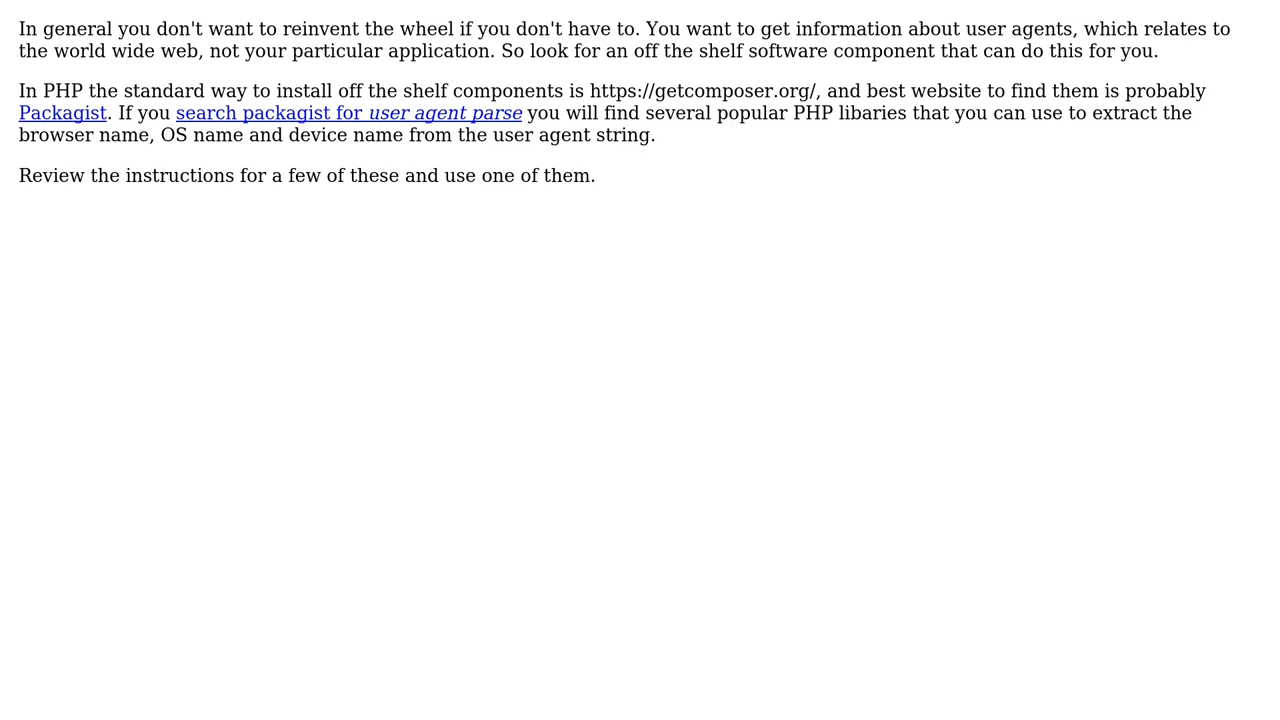 In general you don't want to reinvent the wheel if you don't have to. You want to get information about user agents, which relates to
the world wide web, not your particular application. So look for an off the shelf software component that can do this for you.
In PHP the standard way to install off the shelf components is https://getcomposer.org/, and best website to find them is probably
Packagist. If you search packagist for user agent parse you will find several popular PHP libaries that you can use to extract the
browser name, OS name and device name from the user agent string.
Review the instructions for a few of these and use one of them.